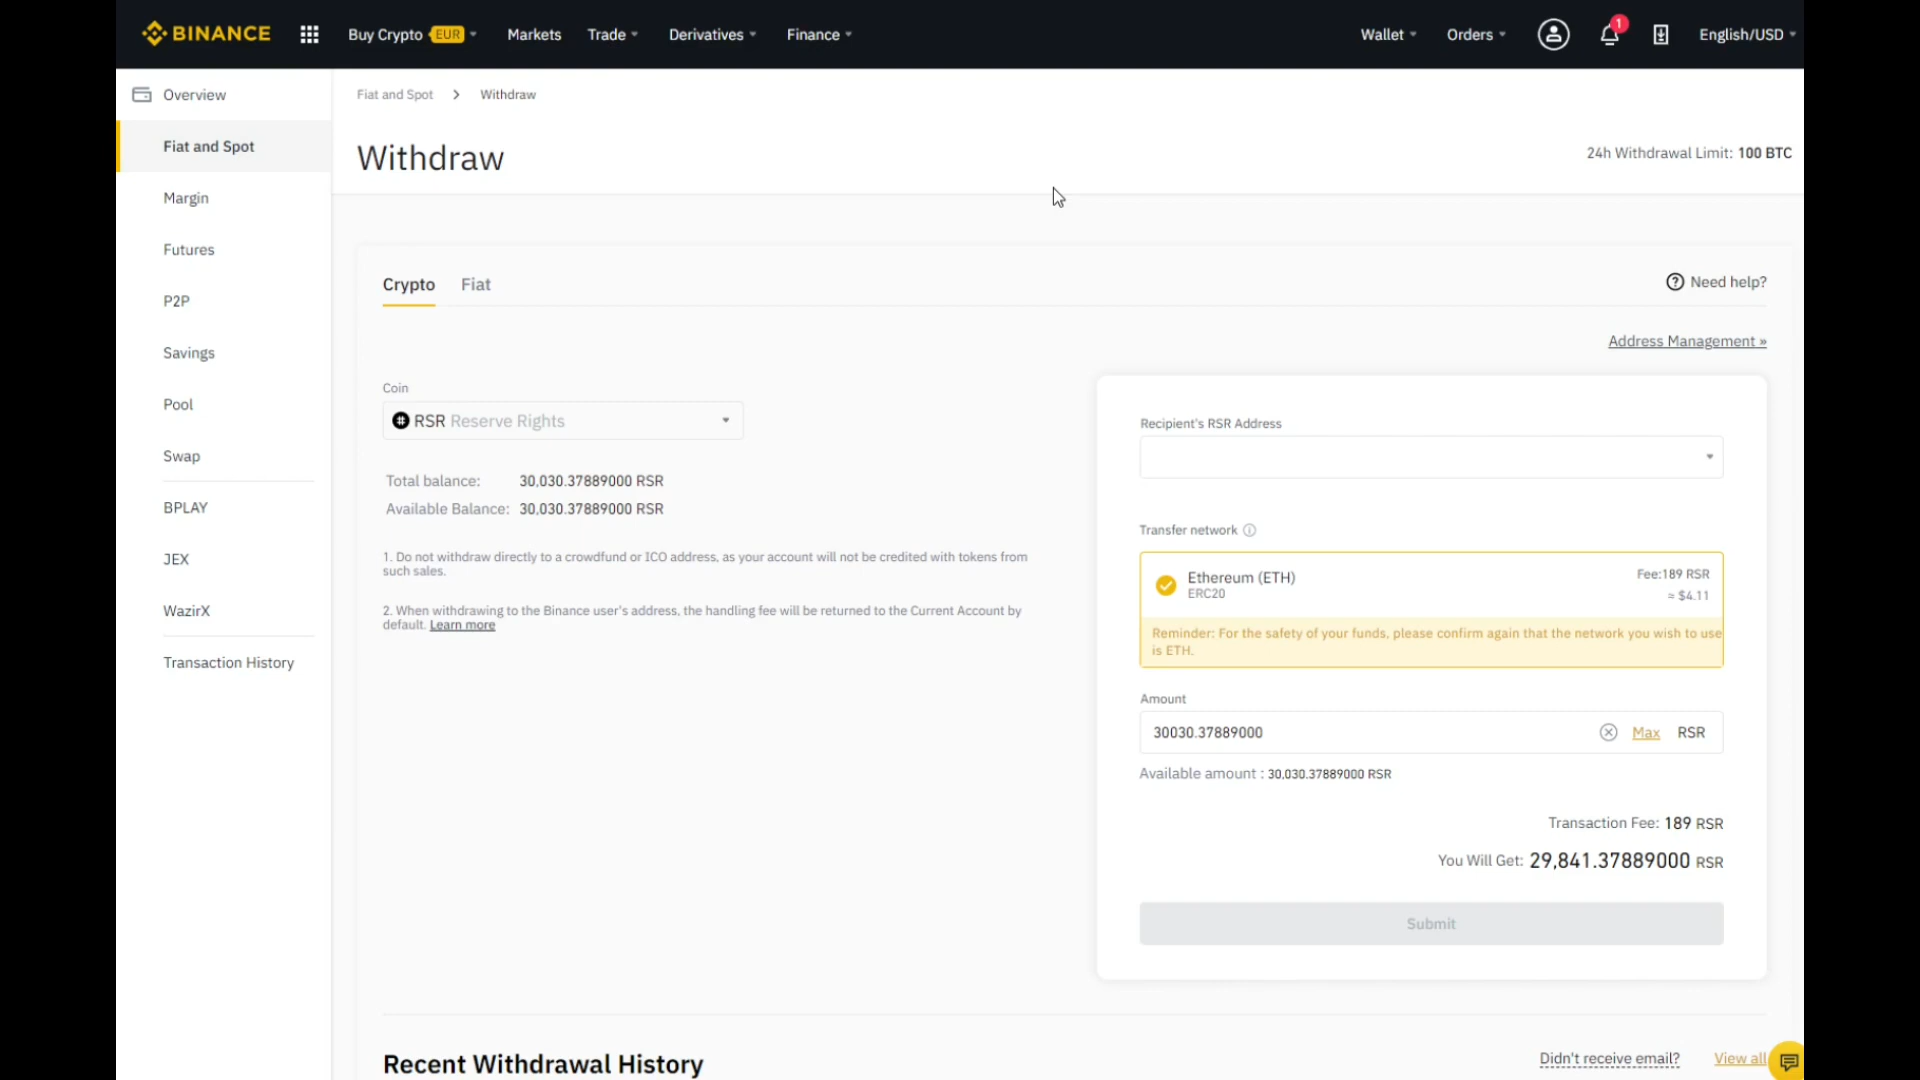 BINANCE
Buy Crypto EUR
Markets
Trade
Derivatives
Finance
Wallet
Orders
1
English/USD
Overview
Fiat and Spot
Margin
Futures
P2P
Savings
Pool
Swap
BPLAY
JEX
WazirX
Transaction History
Fiat and Spot > Withdraw
Withdraw
24h Withdrawal Limit: 100 BTC
Crypto
Fiat
Need help?
Address Management »
Coin
RSR Reserve Rights
Total balance: 30,030.37889000 RSR
Available Balance: 30,030.37889000 RSR
1. Do not withdraw directly to a crowdfund or ICO address, as your account will not be credited with tokens from
such sales.
2. When withdrawing to the Binance user's address, the handling fee will be returned to the Current Account by
default. Learn more
Recipient's RSR Address
Transfer network
Ethereum (ETH)
ERC20
Fee:189 RSR
≈ $4.11
Reminder: For the safety of your funds, please confirm again that the network you wish to use
is ETH.
Amount
30030.37889000
Max
RSR
Available amount : 30,030.37889000 RSR
Transaction Fee: 189 RSR
You Will Get: 29,841.37889000 RSR
Submit
Recent Withdrawal History
Didn't receive email?
View all